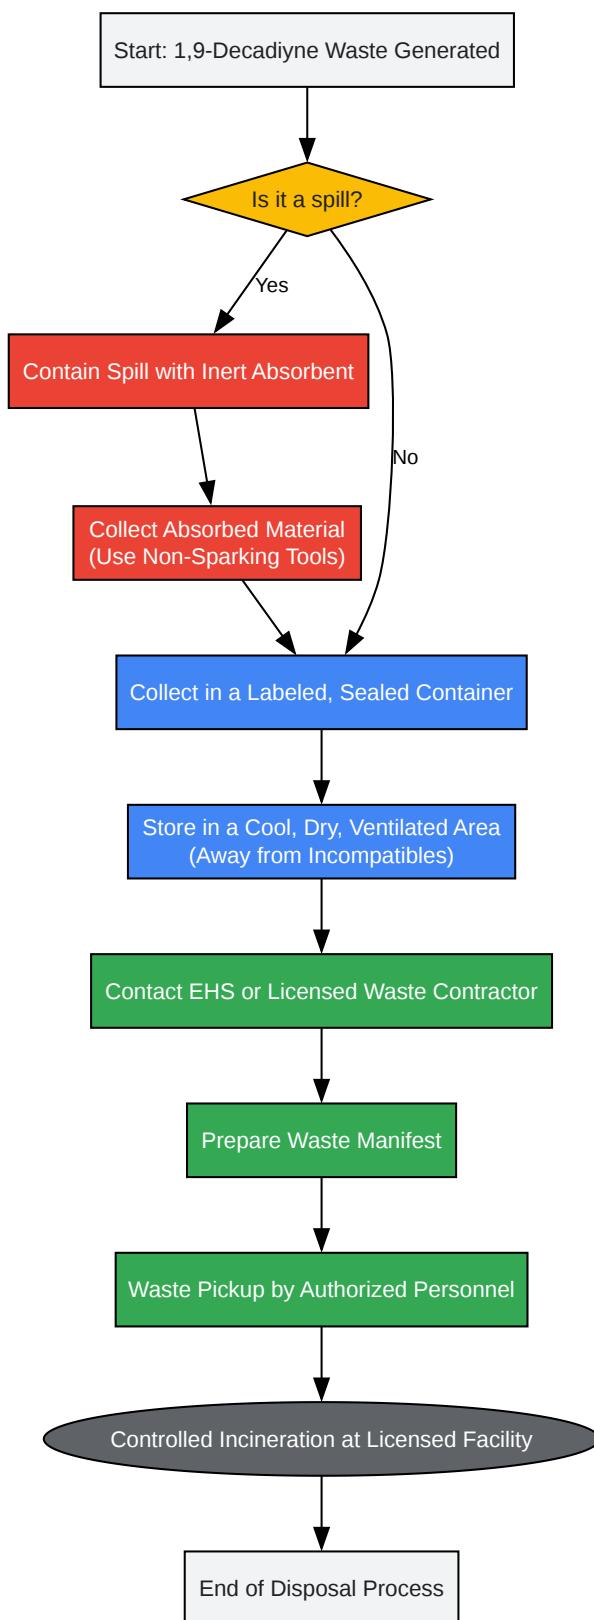 Start: 1,9-Decadiyne Waste Generated
Is it a spill?
Yes
Contain Spill with Inert Absorbent
No
Collect Absorbed Material
(Use Non-Sparking Tools)
Collect in a Labeled, Sealed Container
Store in a Cool, Dry, Ventilated Area
(Away from Incompatibles)
Contact EHS or Licensed Waste Contractor
Prepare Waste Manifest
Waste Pickup by Authorized Personnel
Controlled Incineration at Licensed Facility
End of Disposal Process